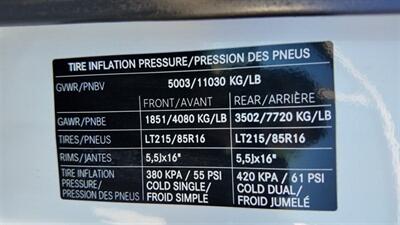 TIRE INFLATION PRESSURE/PRESSION DES PNEUS
GVWR/PNBV 5003/11030 KG/LB
FRONT/AVANT REAR/ARRIÈRE
GAWR/PNBE 1851/4080 KG/LB 3502/7720 KG/LB
TIRES/PNEUS LT215/85R16 LT215/85R16
RIMS/JANTES 5,5Jx16" 5,5Jx16"
TIRE INFLATION 380 KPA / 55 PSI 420 KPA / 61 PSI
PRESSURE/ COLD SINGLE/ COLD DUAL/
PRESSION DES PNEUS FROID SIMPLE FROID JUMELÉ